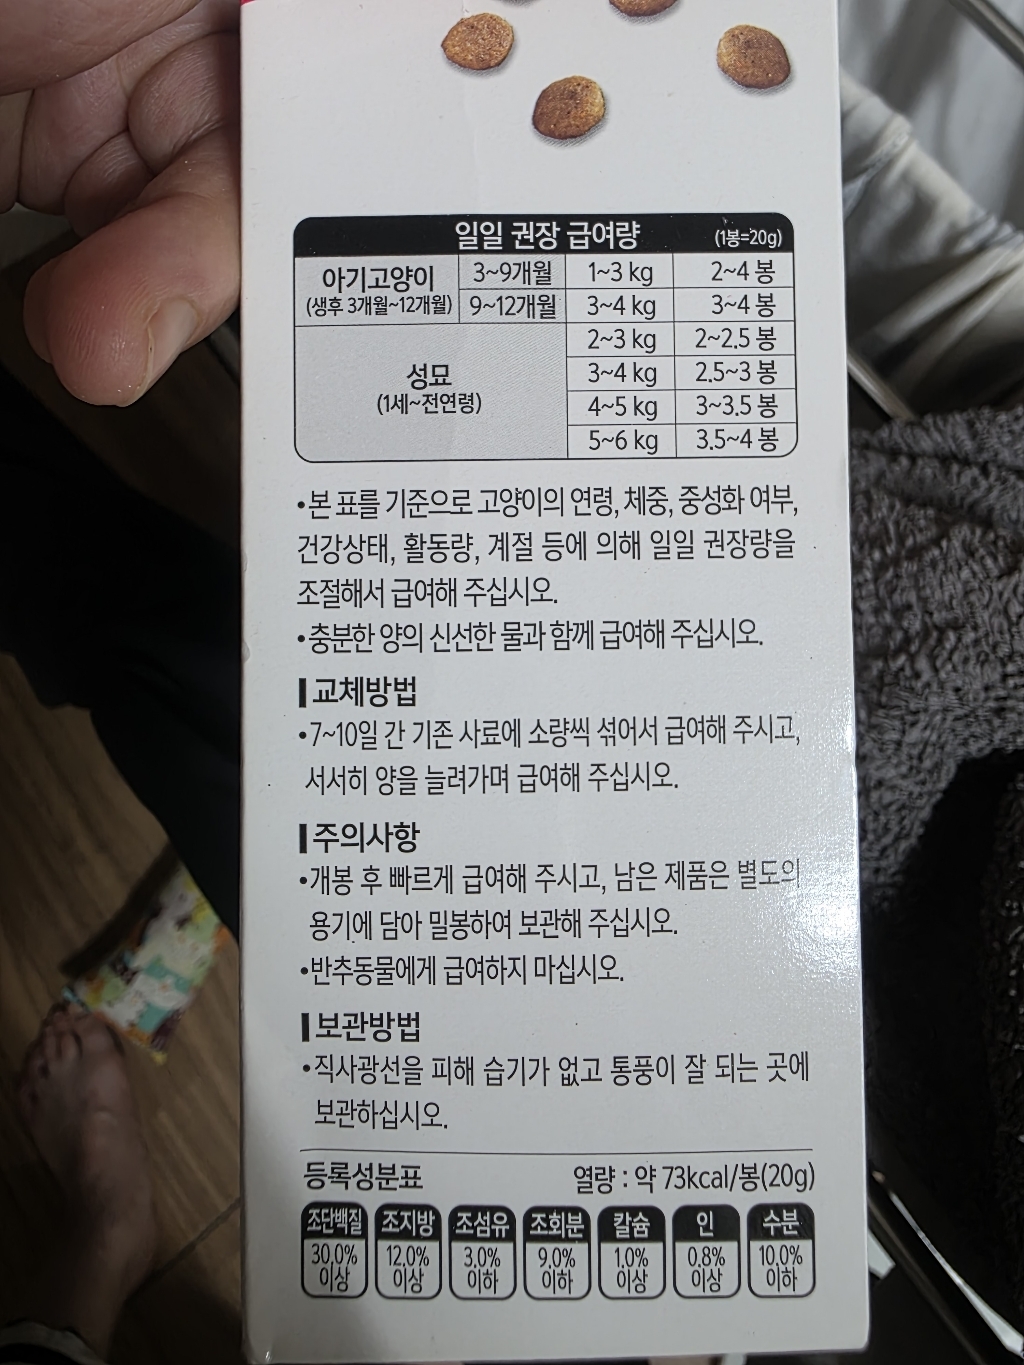 일일 권장 급여량 (1봉=20g)
아기고양이 3~9개월 1~3 kg 2~4 봉
(생후 3개월~12개월) 9~12개월 3~4 kg 3~4 봉
2~3 kg 2~2.5 봉
성묘 3~4 kg 2.5~3 봉
(1세~전연령) 4~5 kg 3~3.5 봉
5~6 kg 3.5~4 봉
•본 표를 기준으로 고양이의 연령, 체중, 중성화 여부,
건강상태, 활동량, 계절 등에 의해 일일 권장량을
조절해서 급여해 주십시오.
•충분한 양의 신선한 물과 함께 급여해 주십시오.
교체방법
•7~10일 간 기존 사료에 소량씩 섞어서 급여해 주시고,
서서히 양을 늘려가며 급여해 주십시오.
주의사항
•개봉 후 빠르게 급여해 주시고, 남은 제품은 별도의
용기에 담아 밀봉하여 보관해 주십시오.
•반추동물에게 급여하지 마십시오.
보관방법
•직사광선을 피해 습기가 없고 통풍이 잘 되는 곳에
보관하십시오.
등록성분표 열량 : 약 73kcal/봉(20g)
조단백질 조지방 조섬유 조회분 칼슘 인 수분
30.0% 12.0% 3.0% 9.0% 1.0% 0.8% 10.0%
이상 이상 이하 이하 이상 이상 이하